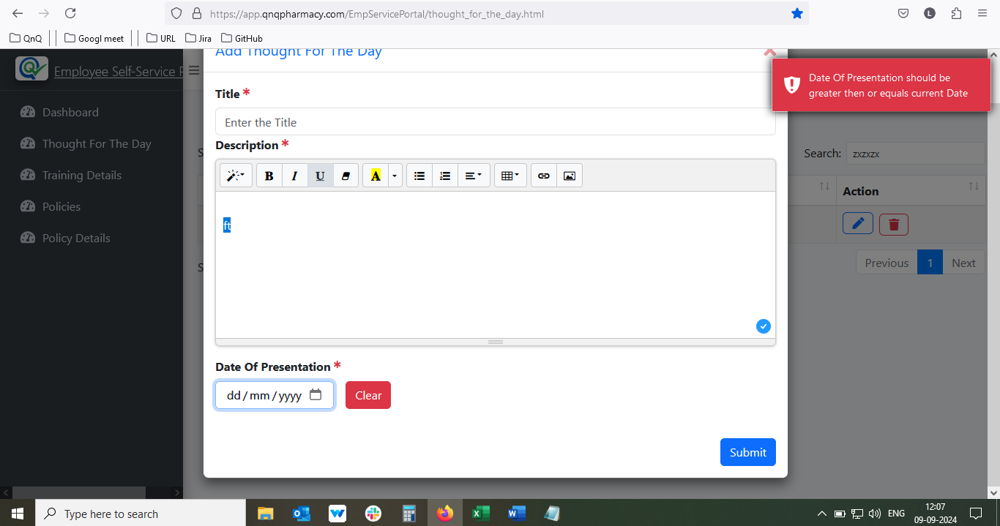 https://app.qnqpharmacy.com/EmpServicePortal/thought_for_the_day.html
L
QnQ
Googl meet
URL
Jira
GitHub
Employee Self-Service P
Dashboard
Thought For The Day
Training Details
Policies
Policy Details
Add Thought For The Day
Title *
Enter the Title
Description *
B I U A
ft
Date Of Presentation *
dd/mm/yyyy
Clear
Submit
Date Of Presentation should be
greater then or equals current Date
S
Search: zxzxzx
Action
S
Previous 1 Next
Type here to search
ENG
12:07
09-09-2024